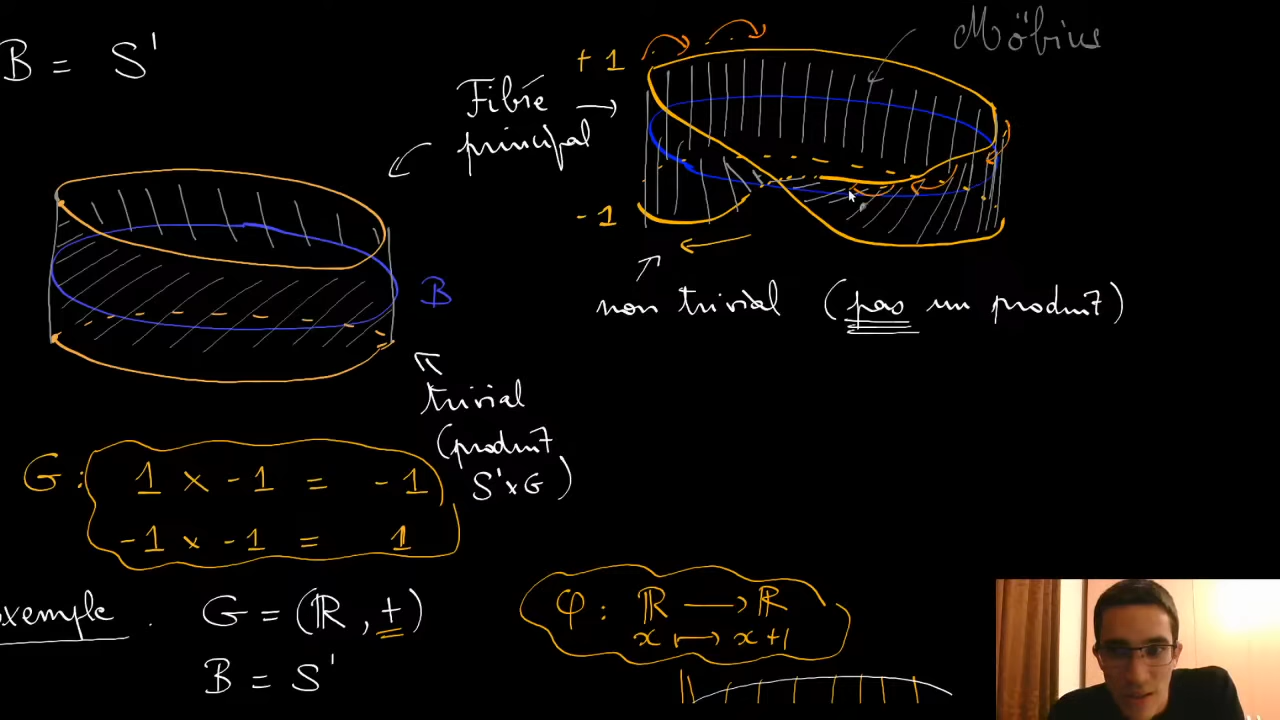 B = S¹
Fibré →
principal
+1
-1
Möbius
B
non trivial (pas un produit)
trivial
(produit
S¹×G)
G : 1 × -1 = -1
-1 × -1 = 1
exemple . G = (ℝ, +)
B = S¹
φ : ℝ ⟶ ℝ
x ⟼ x+1